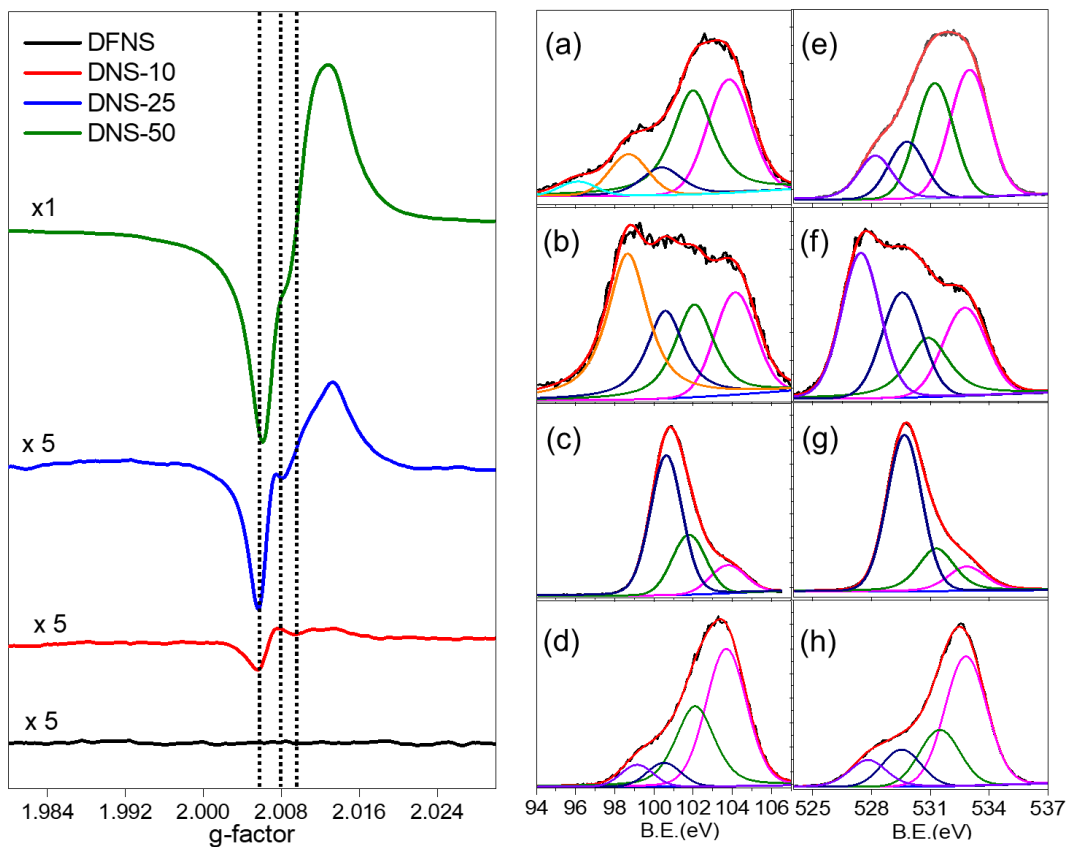 DFNS
DNS-10
DNS-25
DNS-50
x1
x 5
x 5
x 5
1.984 1.992 2.000 2.008 2.016 2.024
g-factor
(a) (e)
(b) (f)
(c) (g)
(d) (h)
94 96 98 100 102 104 106 525 528 531 534 537
B.E.(eV) B.E.(eV)